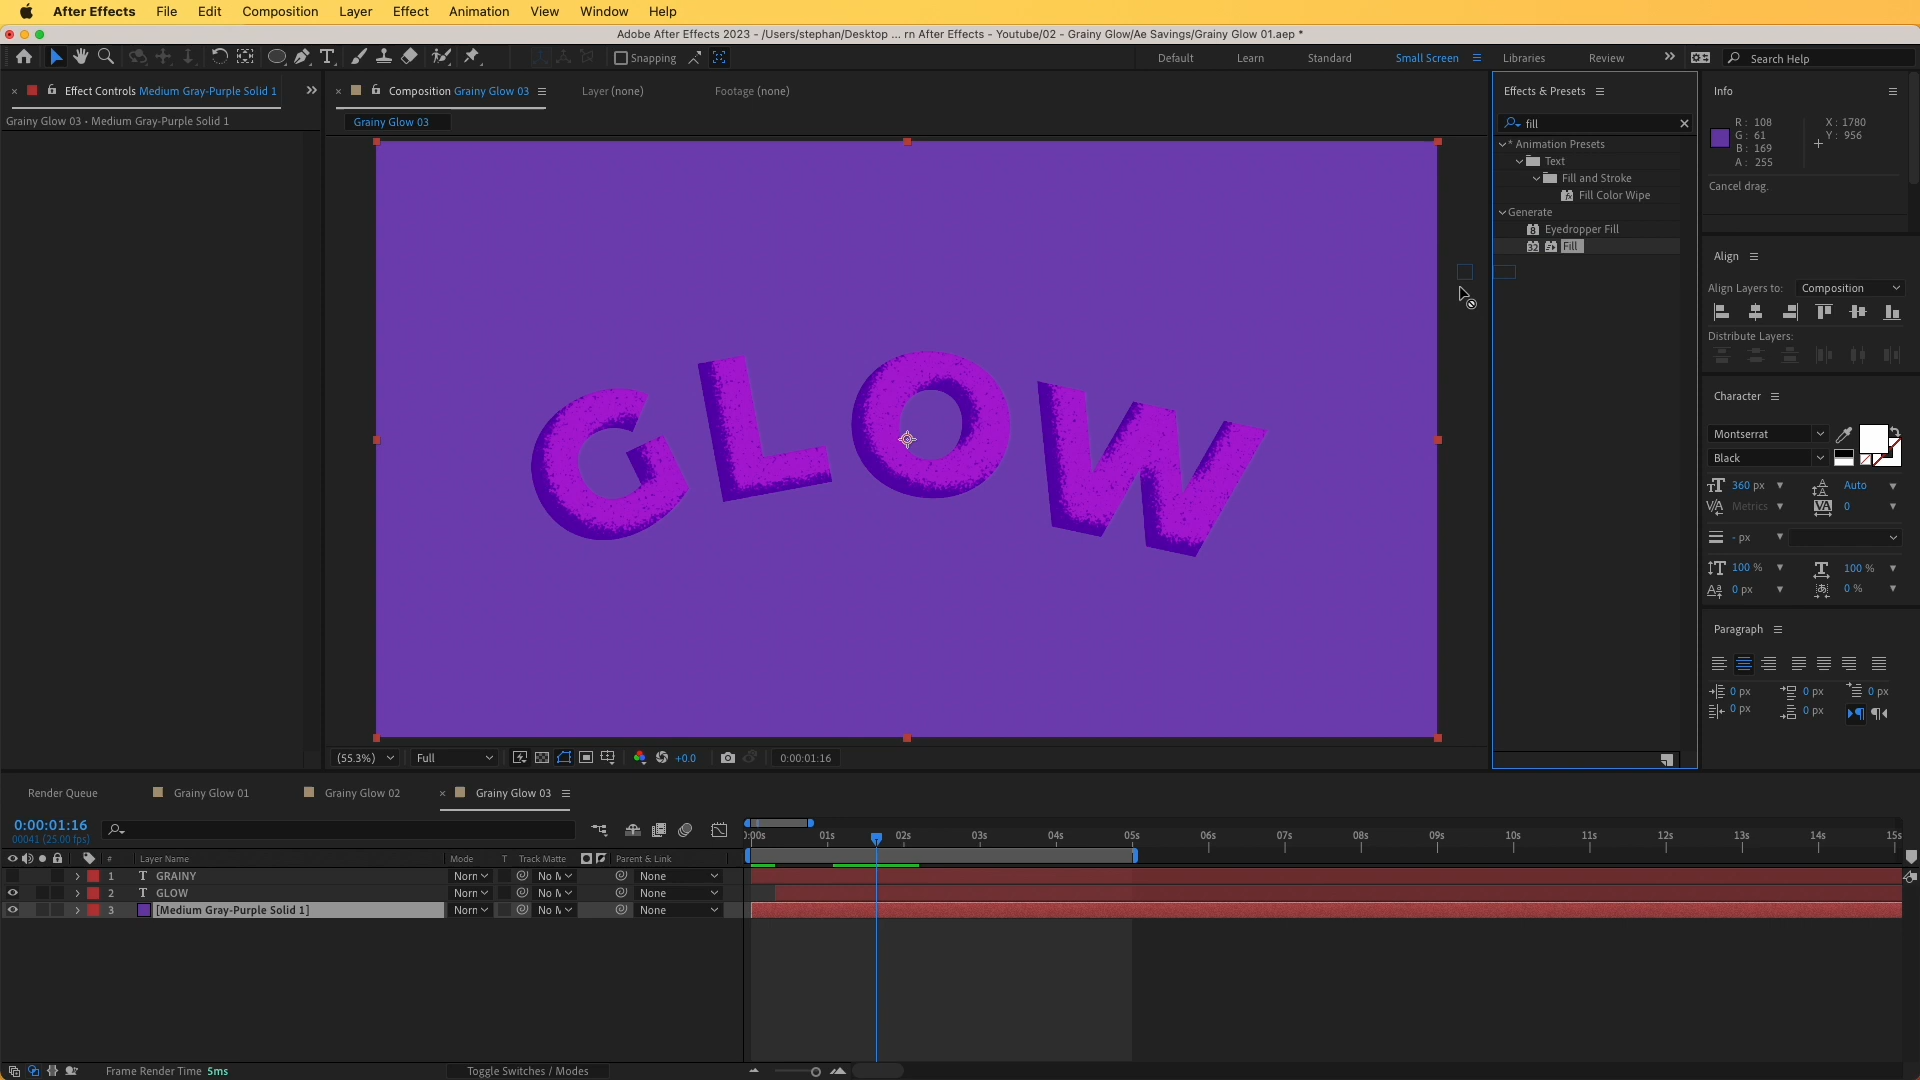 After Effects File Edit Composition Layer Effect Animation View Window Help
Adobe After Effects 2023 - /Users/stephan/Desktop ... rn After Effects - Youtube/02 - Grainy Glow/Ae Savings/Grainy Glow 01.aep *
Snapping Default Learn Standard Small Screen Libraries Review Search Help
Effect Controls Medium Gray-Purple Solid 1
Composition Grainy Glow 03
Layer (none)
Footage (none)
Grainy Glow 03 • Medium Gray-Purple Solid 1
Grainy Glow 03
GLOW
(55.3%)
Full
+0.0
0:00:01:16
Effects & Presets
fill
* Animation Presets
Text
Fill and Stroke
Fill Color Wipe
Generate
Eyedropper Fill
Fill
Info
R: 108
G: 61
B: 169
A: 255
X: 1780
Y: 956
Cancel drag.
Align
Align Layers to: Composition
Distribute Layers:
Character
Montserrat
Black
360 px
Auto
Metrics
0
- px
100 %
100 %
0 px
0 %
Paragraph
0 px 0 px 0 px
0 px 0 px
Render Queue Grainy Glow 01 Grainy Glow 02 Grainy Glow 03
0:00:01:16
00041 (25.00 fps)
:00s 01s 02s 03s 04s 05s 06s 07s 08s 09s 10s 11s 12s 13s 14s 15s
# Layer Name Mode T Track Matte Parent & Link
1 T GRAINY Norn No M None
2 T GLOW Norn No M None
3 [Medium Gray-Purple Solid 1] Norn No M None
Frame Render Time 5ms
Toggle Switches / Modes